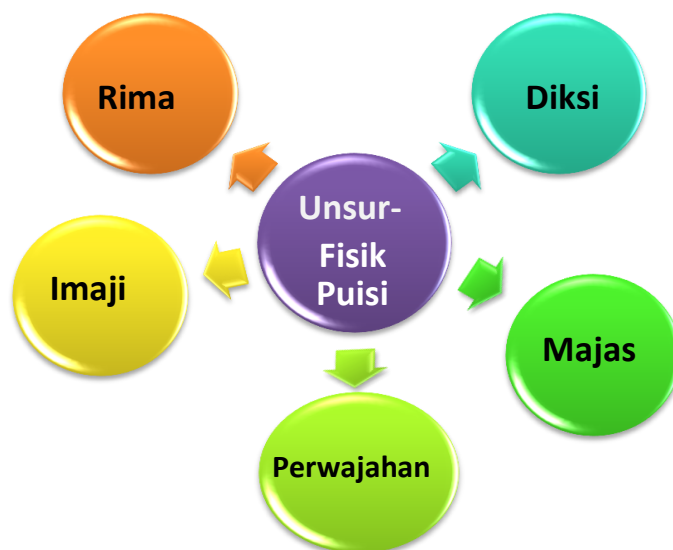 Rima
Diksi
Unsur-
Fisik
Puisi
Imaji
Majas
Perwajahan